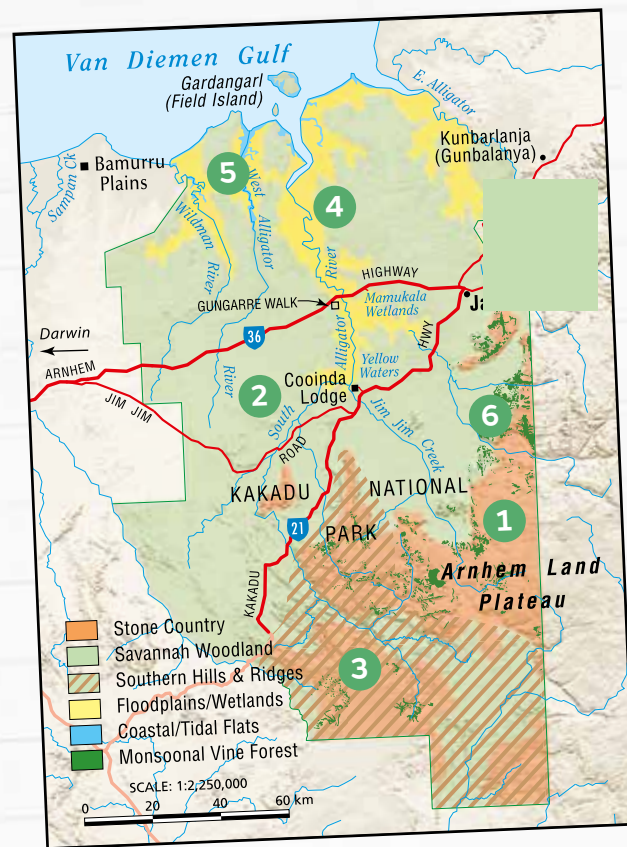 Van Diemen Gulf
Gardangarl
(Field Island)
E. Alligator
Kunbarlanja
(Gunbalanya)
Bamurru
Plains
Sampan Ck
5
West
Alligator
River
Wildman
River
4
River
HIGHWAY
GUNGARRE WALK
Mamukala
Wetlands
36
Darwin
ARNHEM
JIM JIM
HWY
Alligator
Yellow
Waters
2
Cooinda
Lodge
South
ROAD
Jim Jim
Creek
6
KAKADU
NATIONAL
PARK
21
1
Arnhem Land
Plateau
KAKADU
3
Stone Country
Savannah Woodland
Southern Hills & Ridges
Floodplains/Wetlands
Coastal/Tidal Flats
Monsoonal Vine Forest
SCALE: 1:2,250,000
0 20 40 60 km